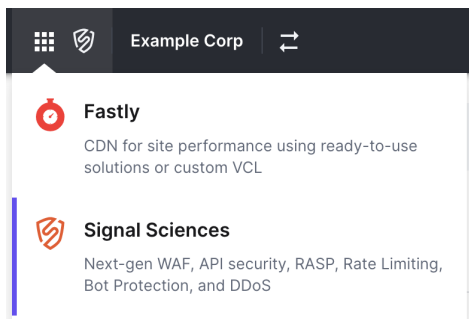 Example Corp
Fastly
CDN for site performance using ready-to-use
solutions or custom VCL
Signal Sciences
Next-gen WAF, API security, RASP, Rate Limiting,
Bot Protection, and DDoS